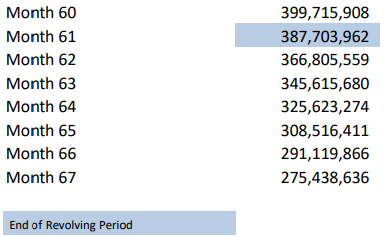 Month 60 399,715,908
Month 61 387,703,962
Month 62 366,805,559
Month 63 345,615,680
Month 64 325,623,274
Month 65 308,516,411
Month 66 291,119,866
Month 67 275,438,636
End of Revolving Period